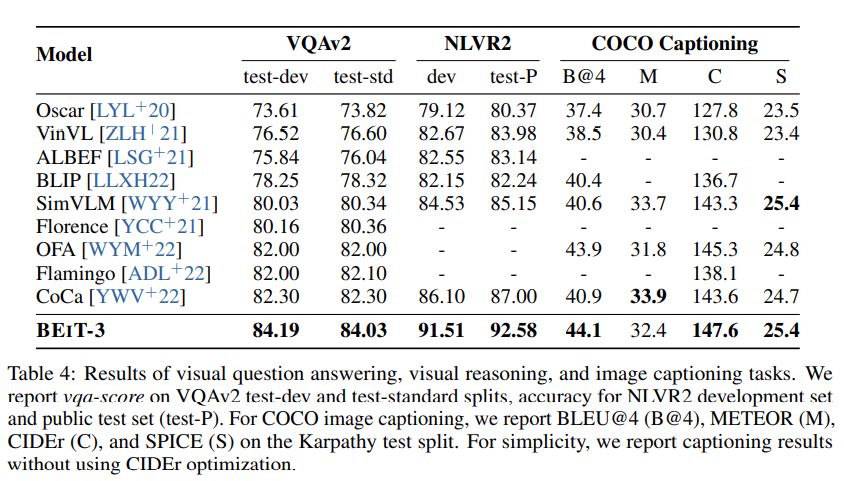 Model VQAv2 NLVR2 COCO Captioning
test-dev test-std dev test-P B@4 M C S
Oscar [LYL+20] 73.61 73.82 79.12 80.37 37.4 30.7 127.8 23.5
VinVL [ZLH+21] 76.52 76.60 82.67 83.98 38.5 30.4 130.8 23.4
ALBEF [LSG+21] 75.84 76.04 82.55 83.14 - - - -
BLIP [LLXH22] 78.25 78.32 82.15 82.24 40.4 - 136.7 -
SimVLM [WYY+21] 80.03 80.34 84.53 85.15 40.6 33.7 143.3 25.4
Florence [YCC+21] 80.16 80.36 - - - - - -
OFA [WYM+22] 82.00 82.00 - - 43.9 31.8 145.3 24.8
Flamingo [ADL+22] 82.00 82.10 - - - - 138.1 -
CoCa [YWV+22] 82.30 82.30 86.10 87.00 40.9 33.9 143.6 24.7
BEIT-3 84.19 84.03 91.51 92.58 44.1 32.4 147.6 25.4
Table 4: Results of visual question answering, visual reasoning, and image captioning tasks. We
report vqa-score on VQAv2 test-dev and test-standard splits, accuracy for NLVR2 development set
and public test set (test-P). For COCO image captioning, we report BLEU@4 (B@4), METEOR (M),
CIDEr (C), and SPICE (S) on the Karpathy test split. For simplicity, we report captioning results
without using CIDEr optimization.